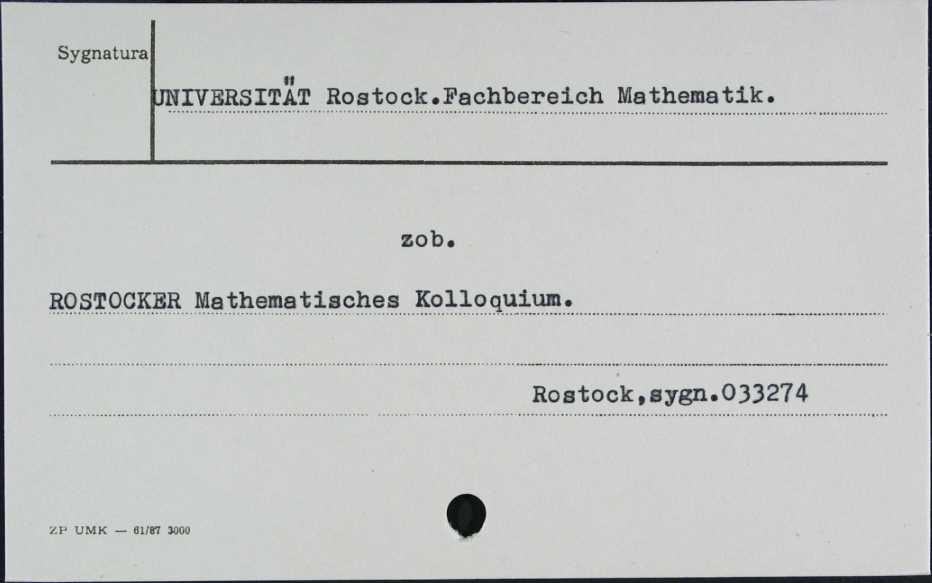 Sygnatura
UNIVERSITÄT Rostock.Fachbereich Mathematik.
zob.
ROSTOCKER Mathematisches Kolloquium.
Rostock,sygn.033274
ZP UMK — 61/87 3000